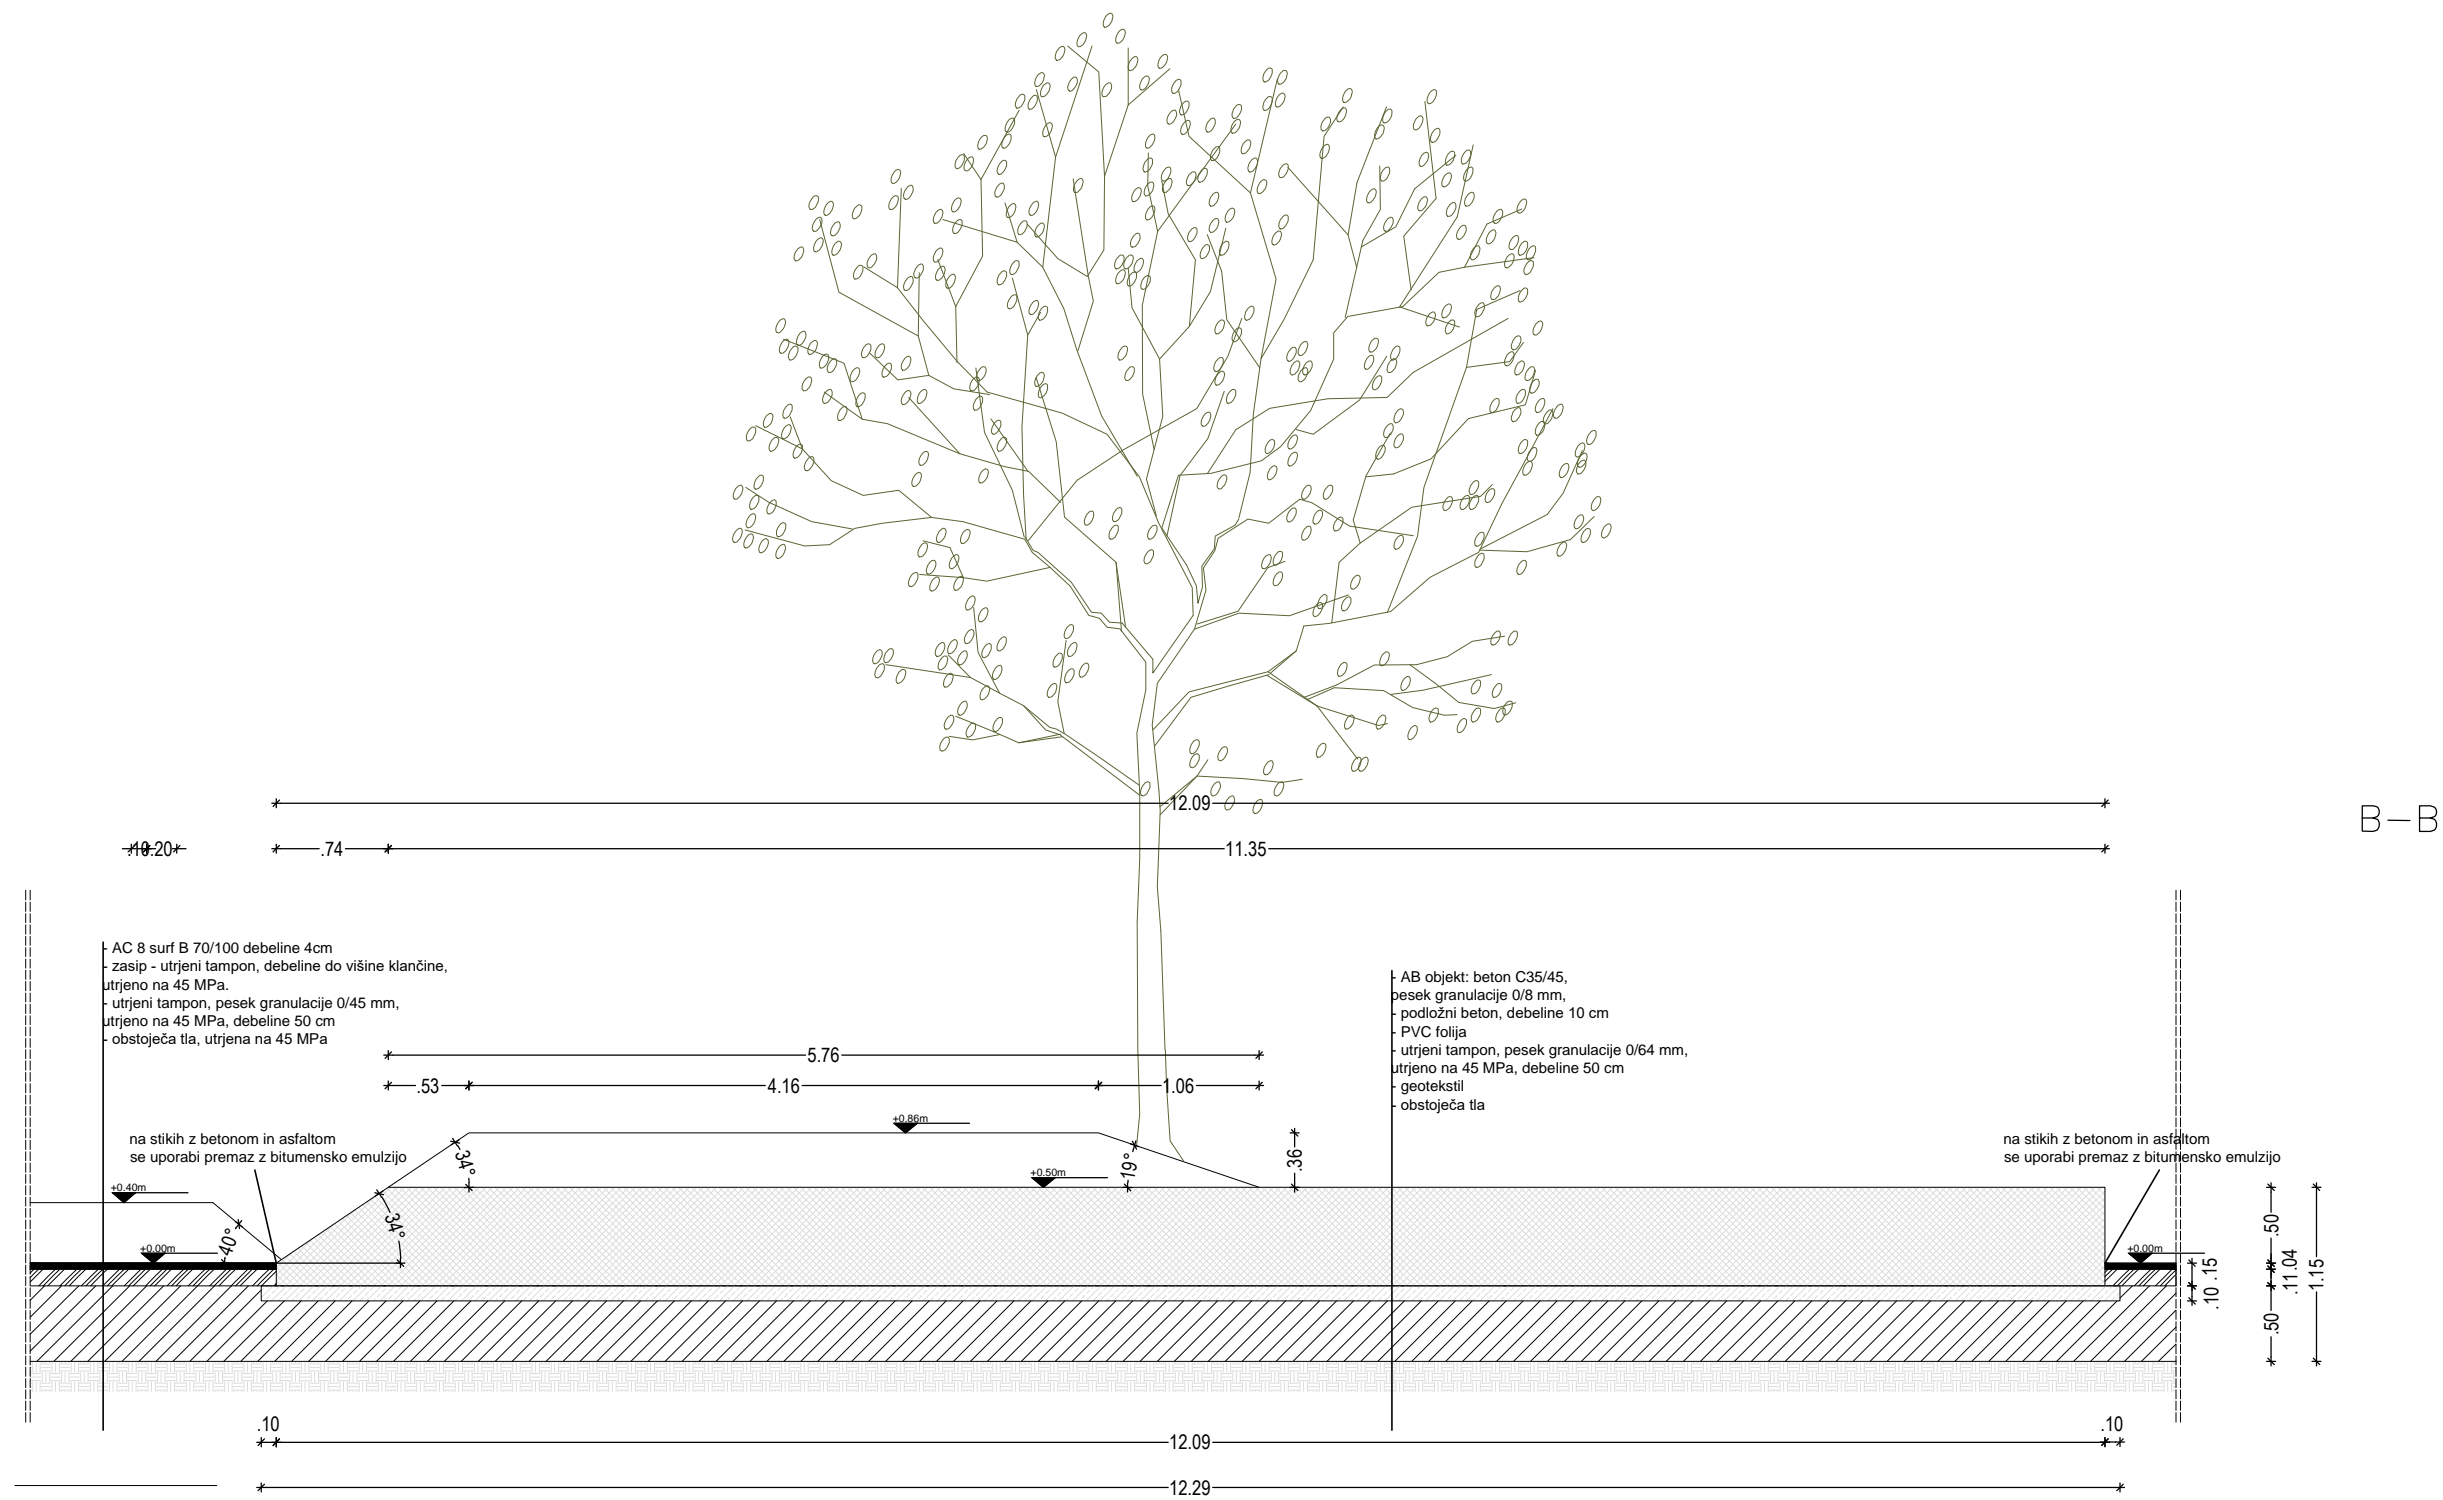 12.09
B–B
.10
.20
.74
11.35
- AC 8 surf B 70/100 debeline 4cm
- zasip - utrjeni tampon, debeline do višine klančine,
utrjeno na 45 MPa.
- utrjeni tampon, pesek granulacije 0/45 mm,
utrjeno na 45 MPa, debeline 50 cm
- obstoječa tla, utrjena na 45 MPa
- AB objekt: beton C35/45,
pesek granulacije 0/8 mm,
- podložni beton, debeline 10 cm
- PVC folija
- utrjeni tampon, pesek granulacije 0/64 mm,
utrjeno na 45 MPa, debeline 50 cm
- geotekstil
- obstoječa tla
5.76
.53
4.16
1.06
+0.86m
na stikih z betonom in asfaltom
se uporabi premaz z bitumensko emulzijo
na stikih z betonom in asfaltom
se uporabi premaz z bitumensko emulzijo
34°
19°
.36
+0.50m
+0.40m
34°
40°
+0.00m
+0.00m
.50
.15
.10
.11
.04
1.15
.50
.10
12.09
.10
12.29